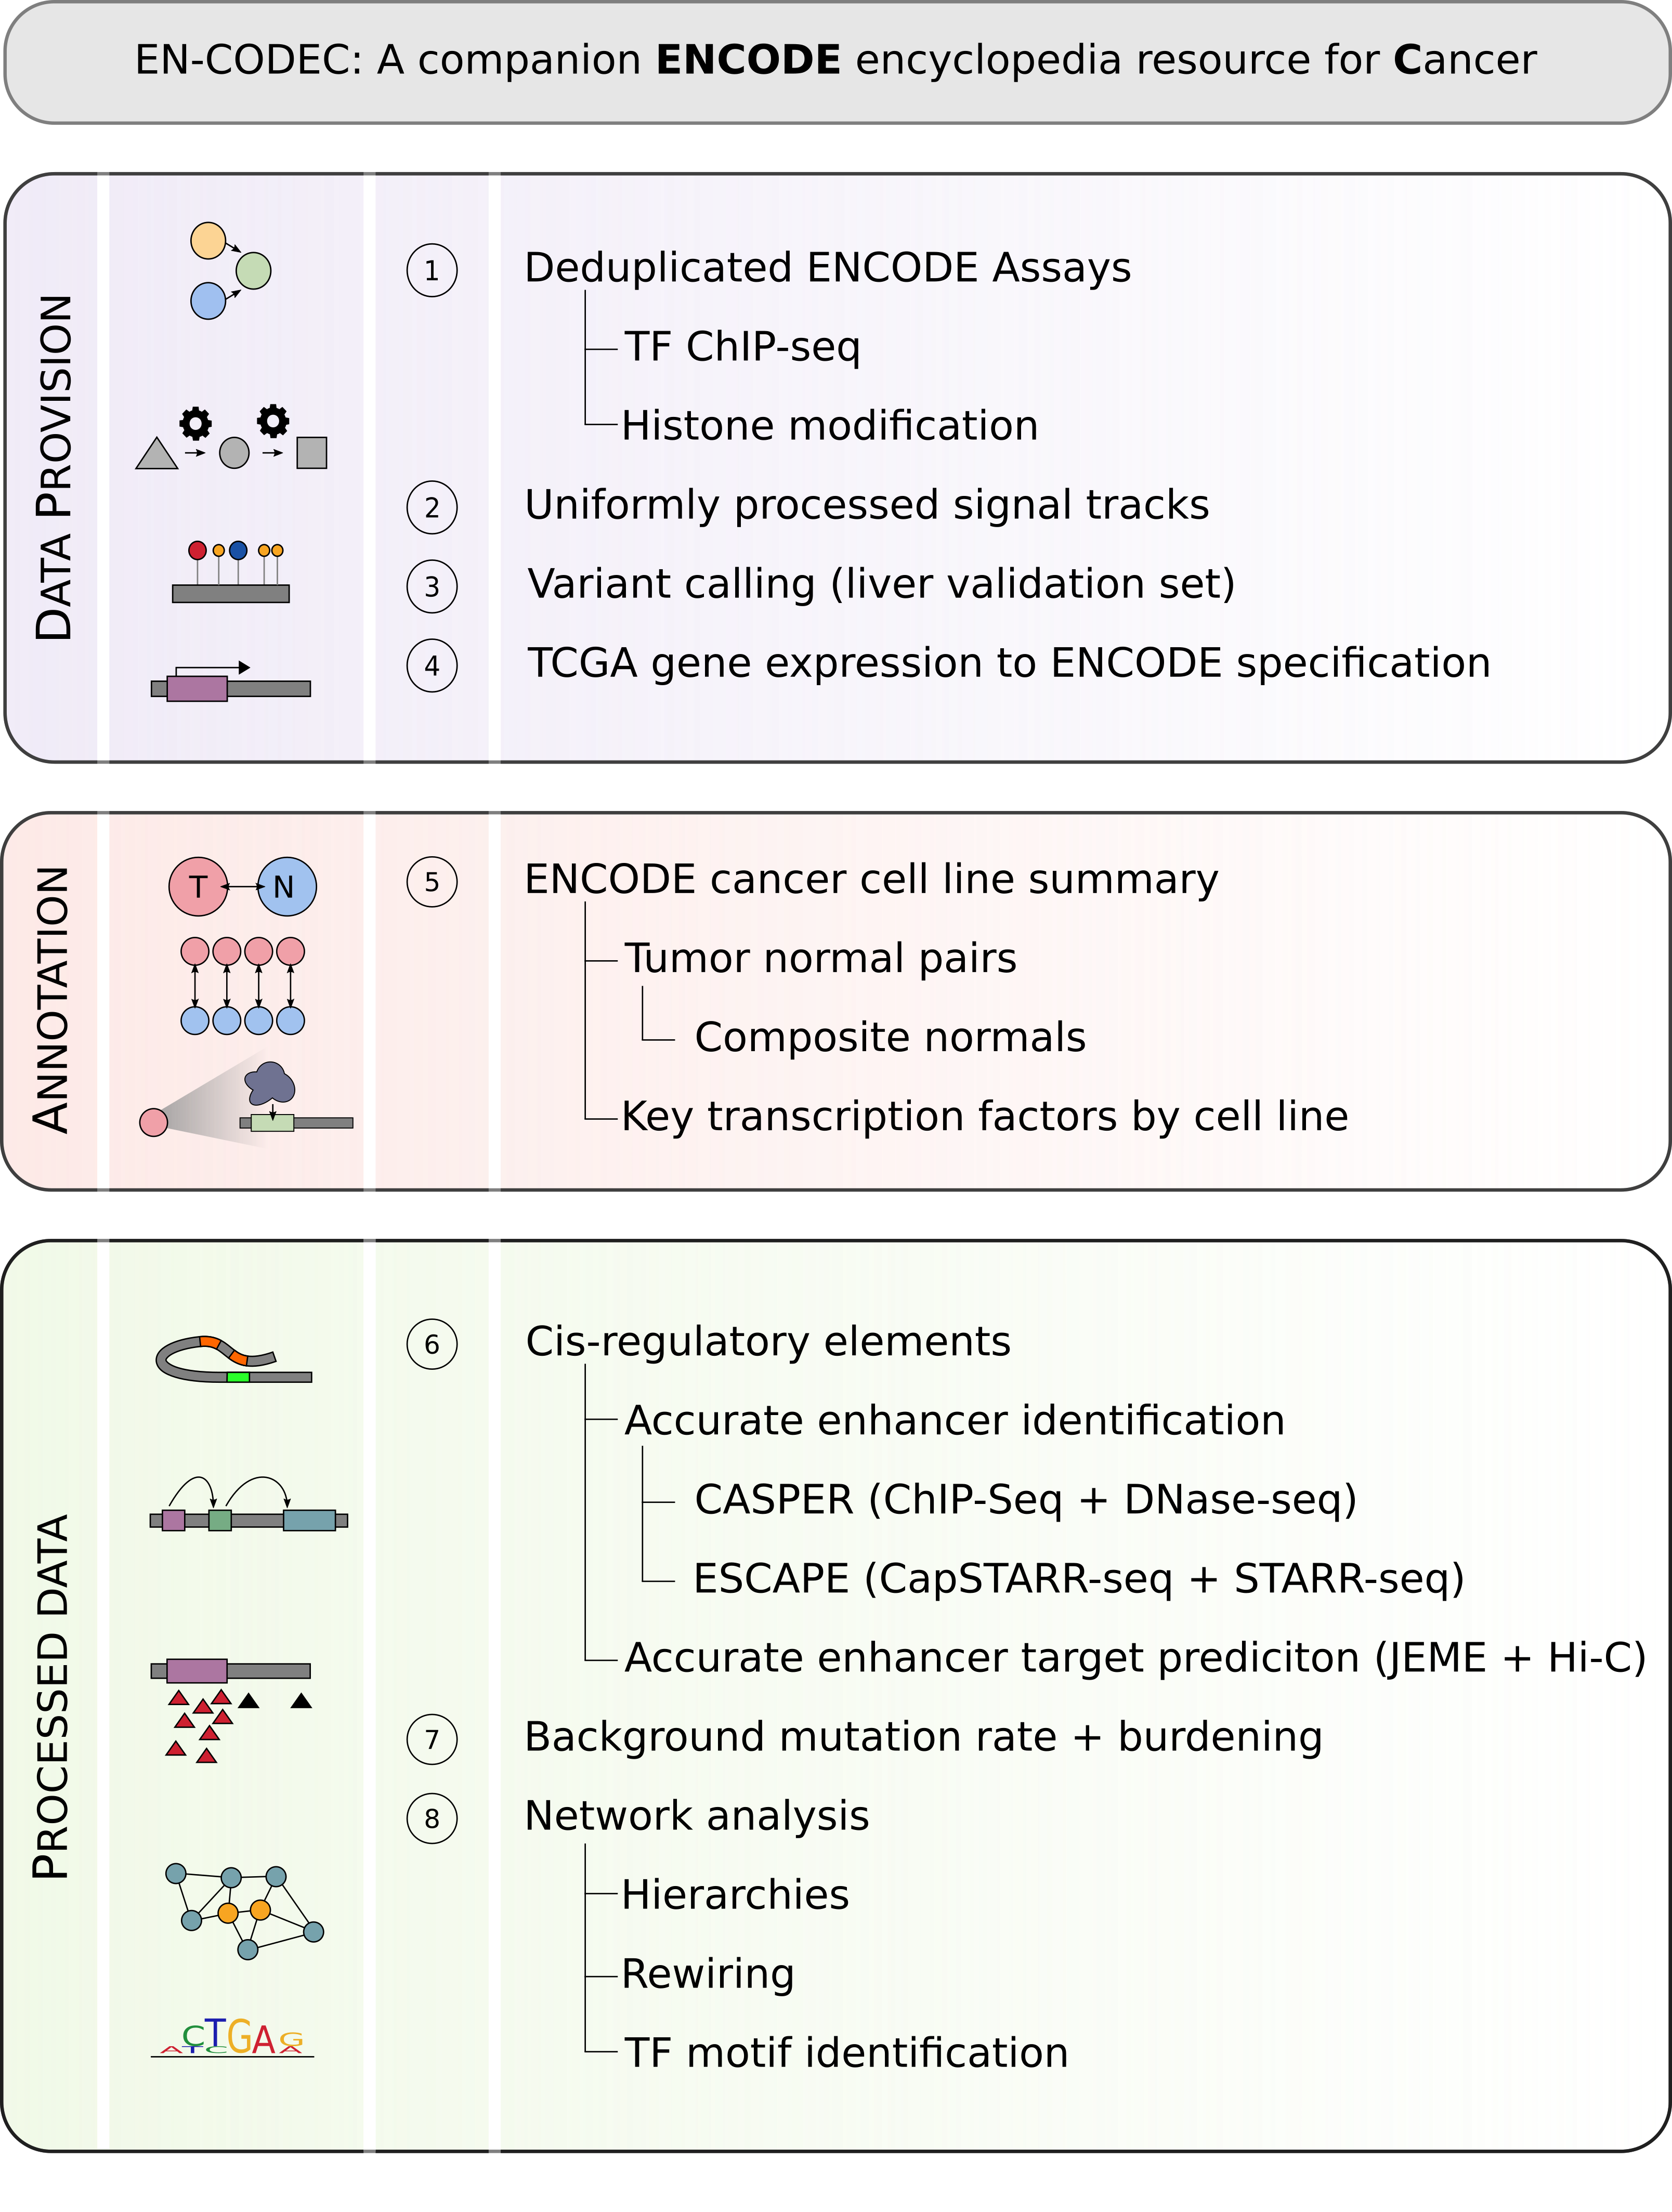 EN-CODEC: A companion ENCODE encyclopedia resource for Cancer
DATA PROVISION
1 Deduplicated ENCODE Assays
TF ChIP-seq
Histone modification
2 Uniformly processed signal tracks
3 Variant calling (liver validation set)
4 TCGA gene expression to ENCODE specification
ANNOTATION
T N
5 ENCODE cancer cell line summary
Tumor normal pairs
Composite normals
Key transcription factors by cell line
PROCESSED DATA
6 Cis-regulatory elements
Accurate enhancer identification
CASPER (ChIP-Seq + DNase-seq)
ESCAPE (CapSTARR-seq + STARR-seq)
Accurate enhancer target prediciton (JEME + Hi-C)
7 Background mutation rate + burdening
8 Network analysis
Hierarchies
Rewiring
TF motif identification
A C T G A G
T C A